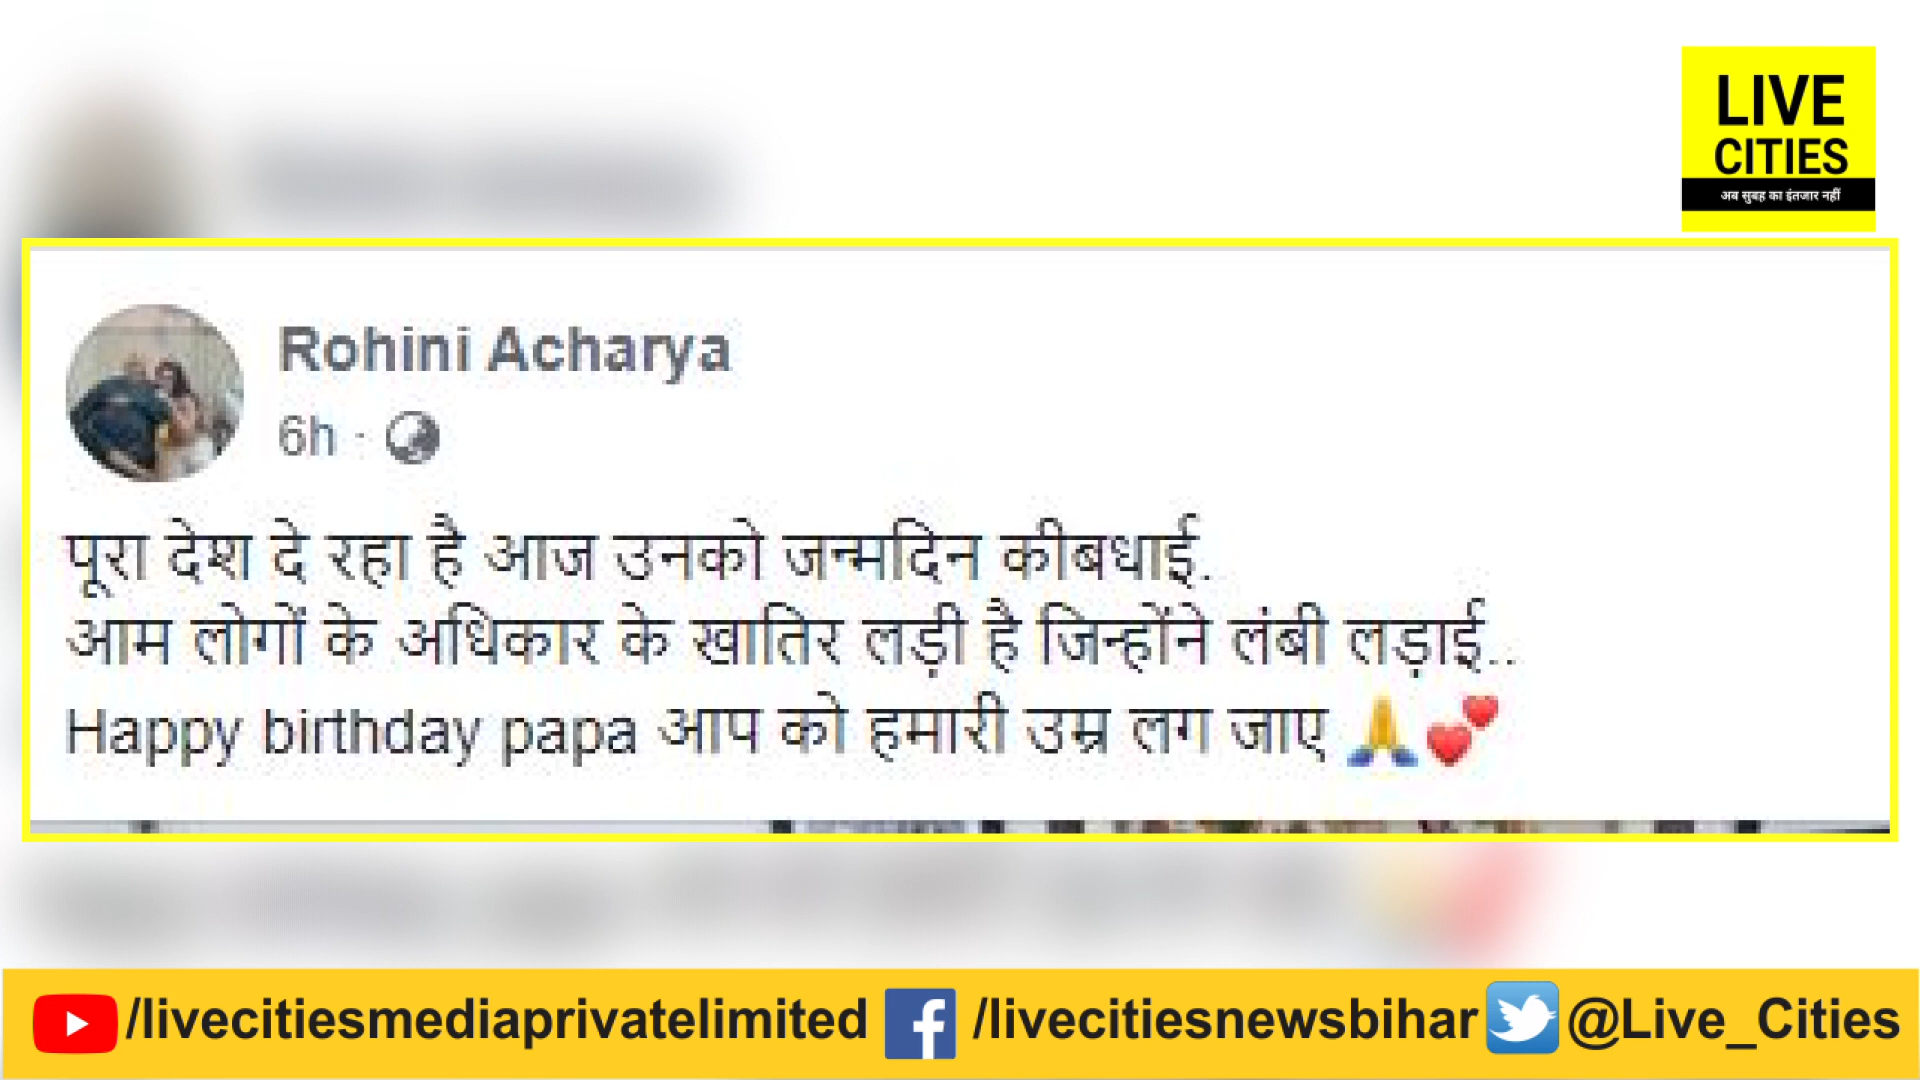 LIVE
CITIES
अब सुबह का इंतजार नहीं
Rohini Acharya
6h ·
पूरा देश दे रहा है आज उनको जन्मदिन कीबधाई.
आम लोगों के अधिकार के खातिर लड़ी है जिन्होंने लंबी लड़ाई..
Happy birthday papa आप को हमारी उम्र लग जाए 🙏💕
/livecitiesmediaprivatelimited /livecitiesnewsbihar @Live_Cities